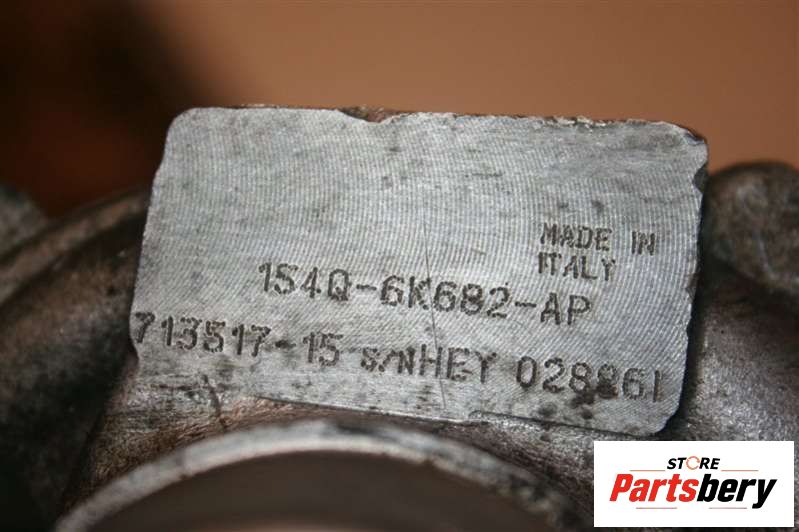 MADE IN
ITALY
1S4Q-6K682-AP
713517-15 S/NHEY 028861
STORE
Partsbery